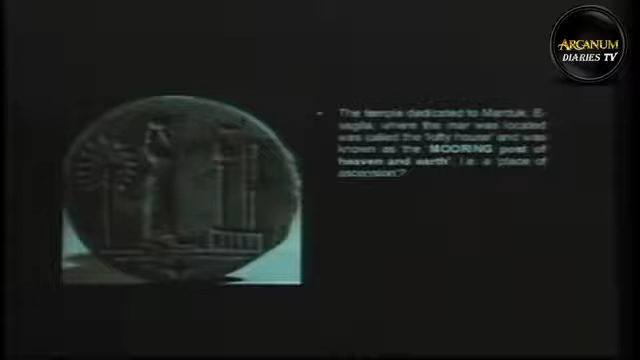 ARCANUM
DIARIES TV
The temple dedicated to Marduk, E-
sagila, where the mar was located
was called the 'lofty house' and was
known as the 'MOORING post of
heaven and earth'. I.e. a 'place of
ascension'?